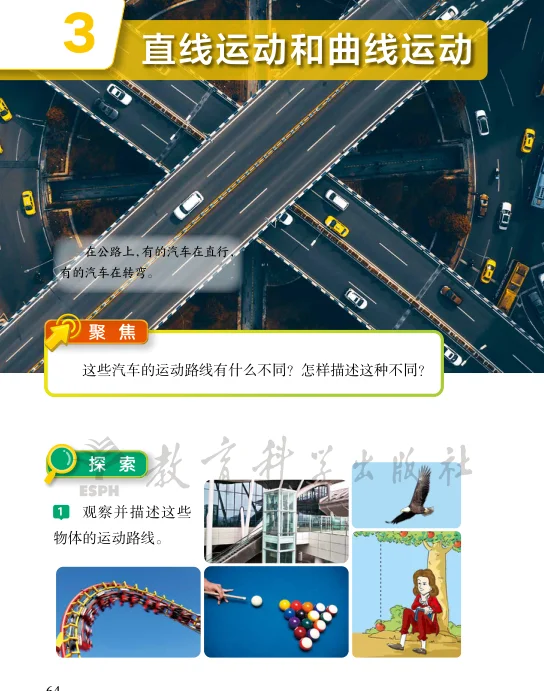 3
直线运动和曲线运动
在公路上，有的汽车在直行，
有的汽车在转弯。
聚焦
这些汽车的运动路线有什么不同？怎样描述这种不同？
教育科学出版社
ESPH
探索
1 观察并描述这些
物体的运动路线。
64